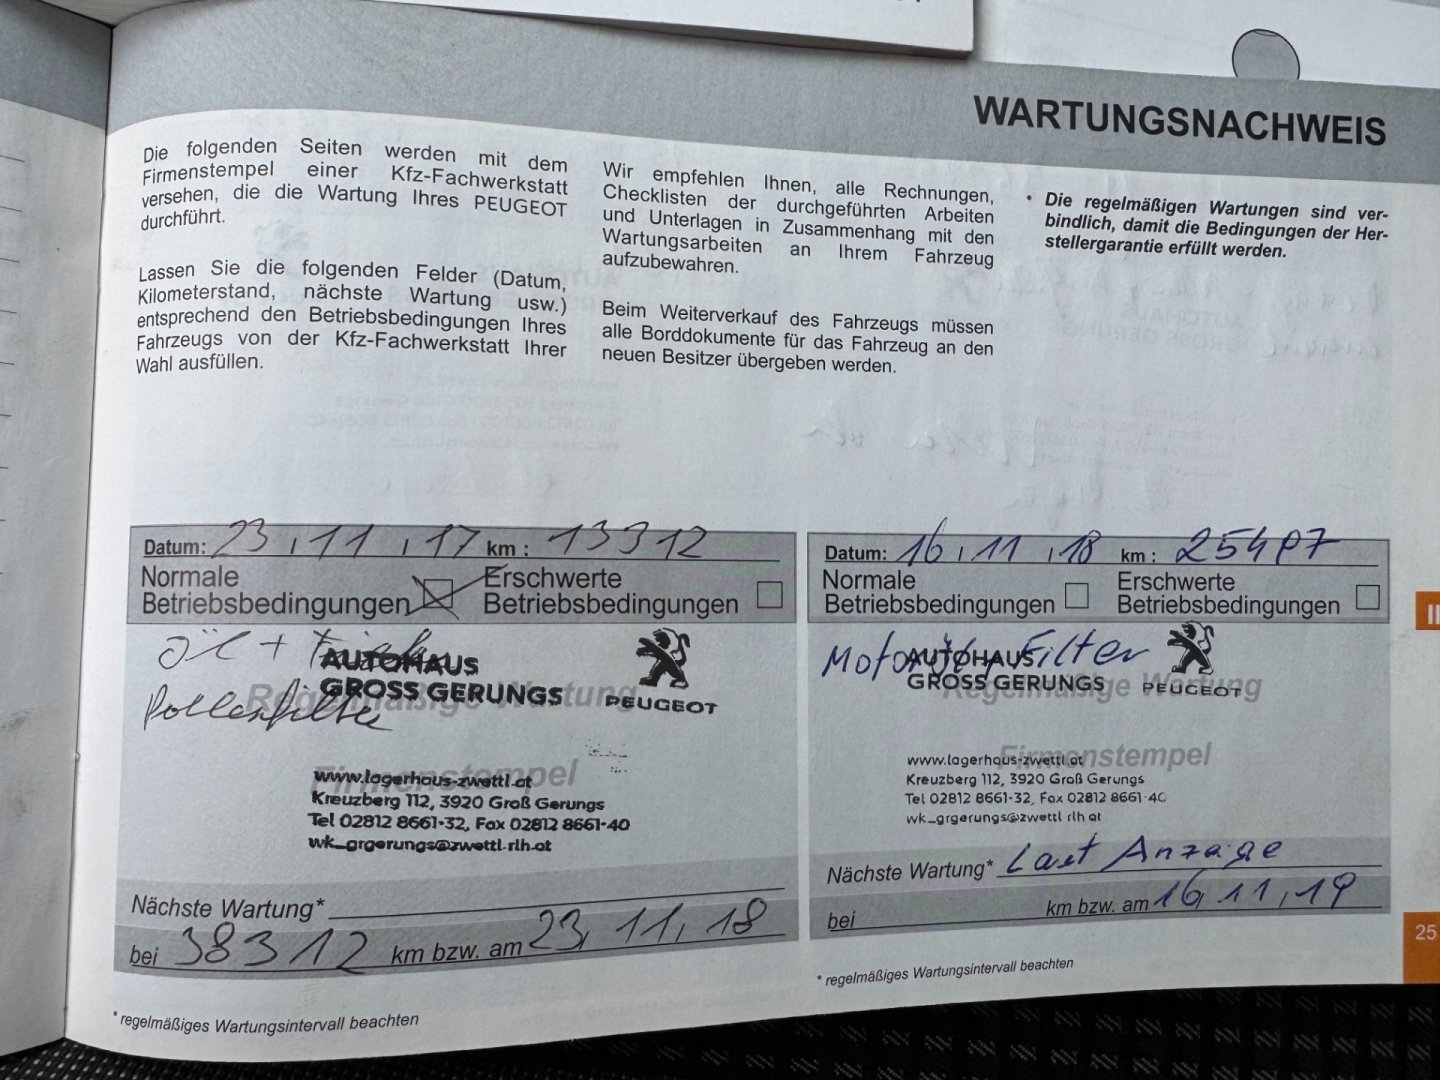 WARTUNGSNACHWEIS
Die folgenden Seiten werden mit dem
Firmenstempel einer Kfz-Fachwerkstatt
versehen, die die Wartung Ihres PEUGEOT
durchführt.
Lassen Sie die folgenden Felder (Datum,
Kilometerstand, nächste Wartung usw.)
entsprechend den Betriebsbedingungen Ihres
Fahrzeugs von der Kfz-Fachwerkstatt Ihrer
Wahl ausfüllen.
Wir empfehlen Ihnen, alle Rechnungen,
Checklisten der durchgeführten Arbeiten
und Unterlagen in Zusammenhang mit den
Wartungsarbeiten an Ihrem Fahrzeug
aufzubewahren.
Beim Weiterverkauf des Fahrzeugs müssen
alle Borddokumente für das Fahrzeug an den
neuen Besitzer übergeben werden.
• Die regelmäßigen Wartungen sind ver-
bindlich, damit die Bedingungen der Her-
stellergarantie erfüllt werden.
Datum: 23, 11, 17 km : 13312
Normale
Betriebsbedingungen
Erschwerte
Betriebsbedingungen
Öl +
Pollenfilter
AUTOHAUS
GROSS GERUNGS
PEUGEOT
Regelmäßige Wartung
Firmenstempel
www.lagerhaus-zwettl.at
Kreuzberg 112, 3920 Groß Gerungs
Tel 02812 8661-32, Fax 02812 8661-40
wk_grgerungs@zwettl.rlh.at
Nächste Wartung*
bei 38312 km bzw. am 23, 11, 18
* regelmäßiges Wartungsintervall beachten
Datum: 16, 11, 18 km :
Normale
Betriebsbedingungen
Erschwerte
Betriebsbedingungen
Motoröl + Filter
AUTOHAUS
GROSS GERUNGS
PEUGEOT
Regelmäßige Wartung
Firmenstempel
www.lagerhaus-zwettl.at
Kreuzberg 112, 3920 Groß Gerungs
Tel 02812 8661-32, Fax 02812 8661-40
wk_grgerungs@zwettl rlh at
Nächste Wartung* Laut Anzage
bei km bzw. am 16, 11, 19
* regelmäßiges Wartungsintervall beachten
25